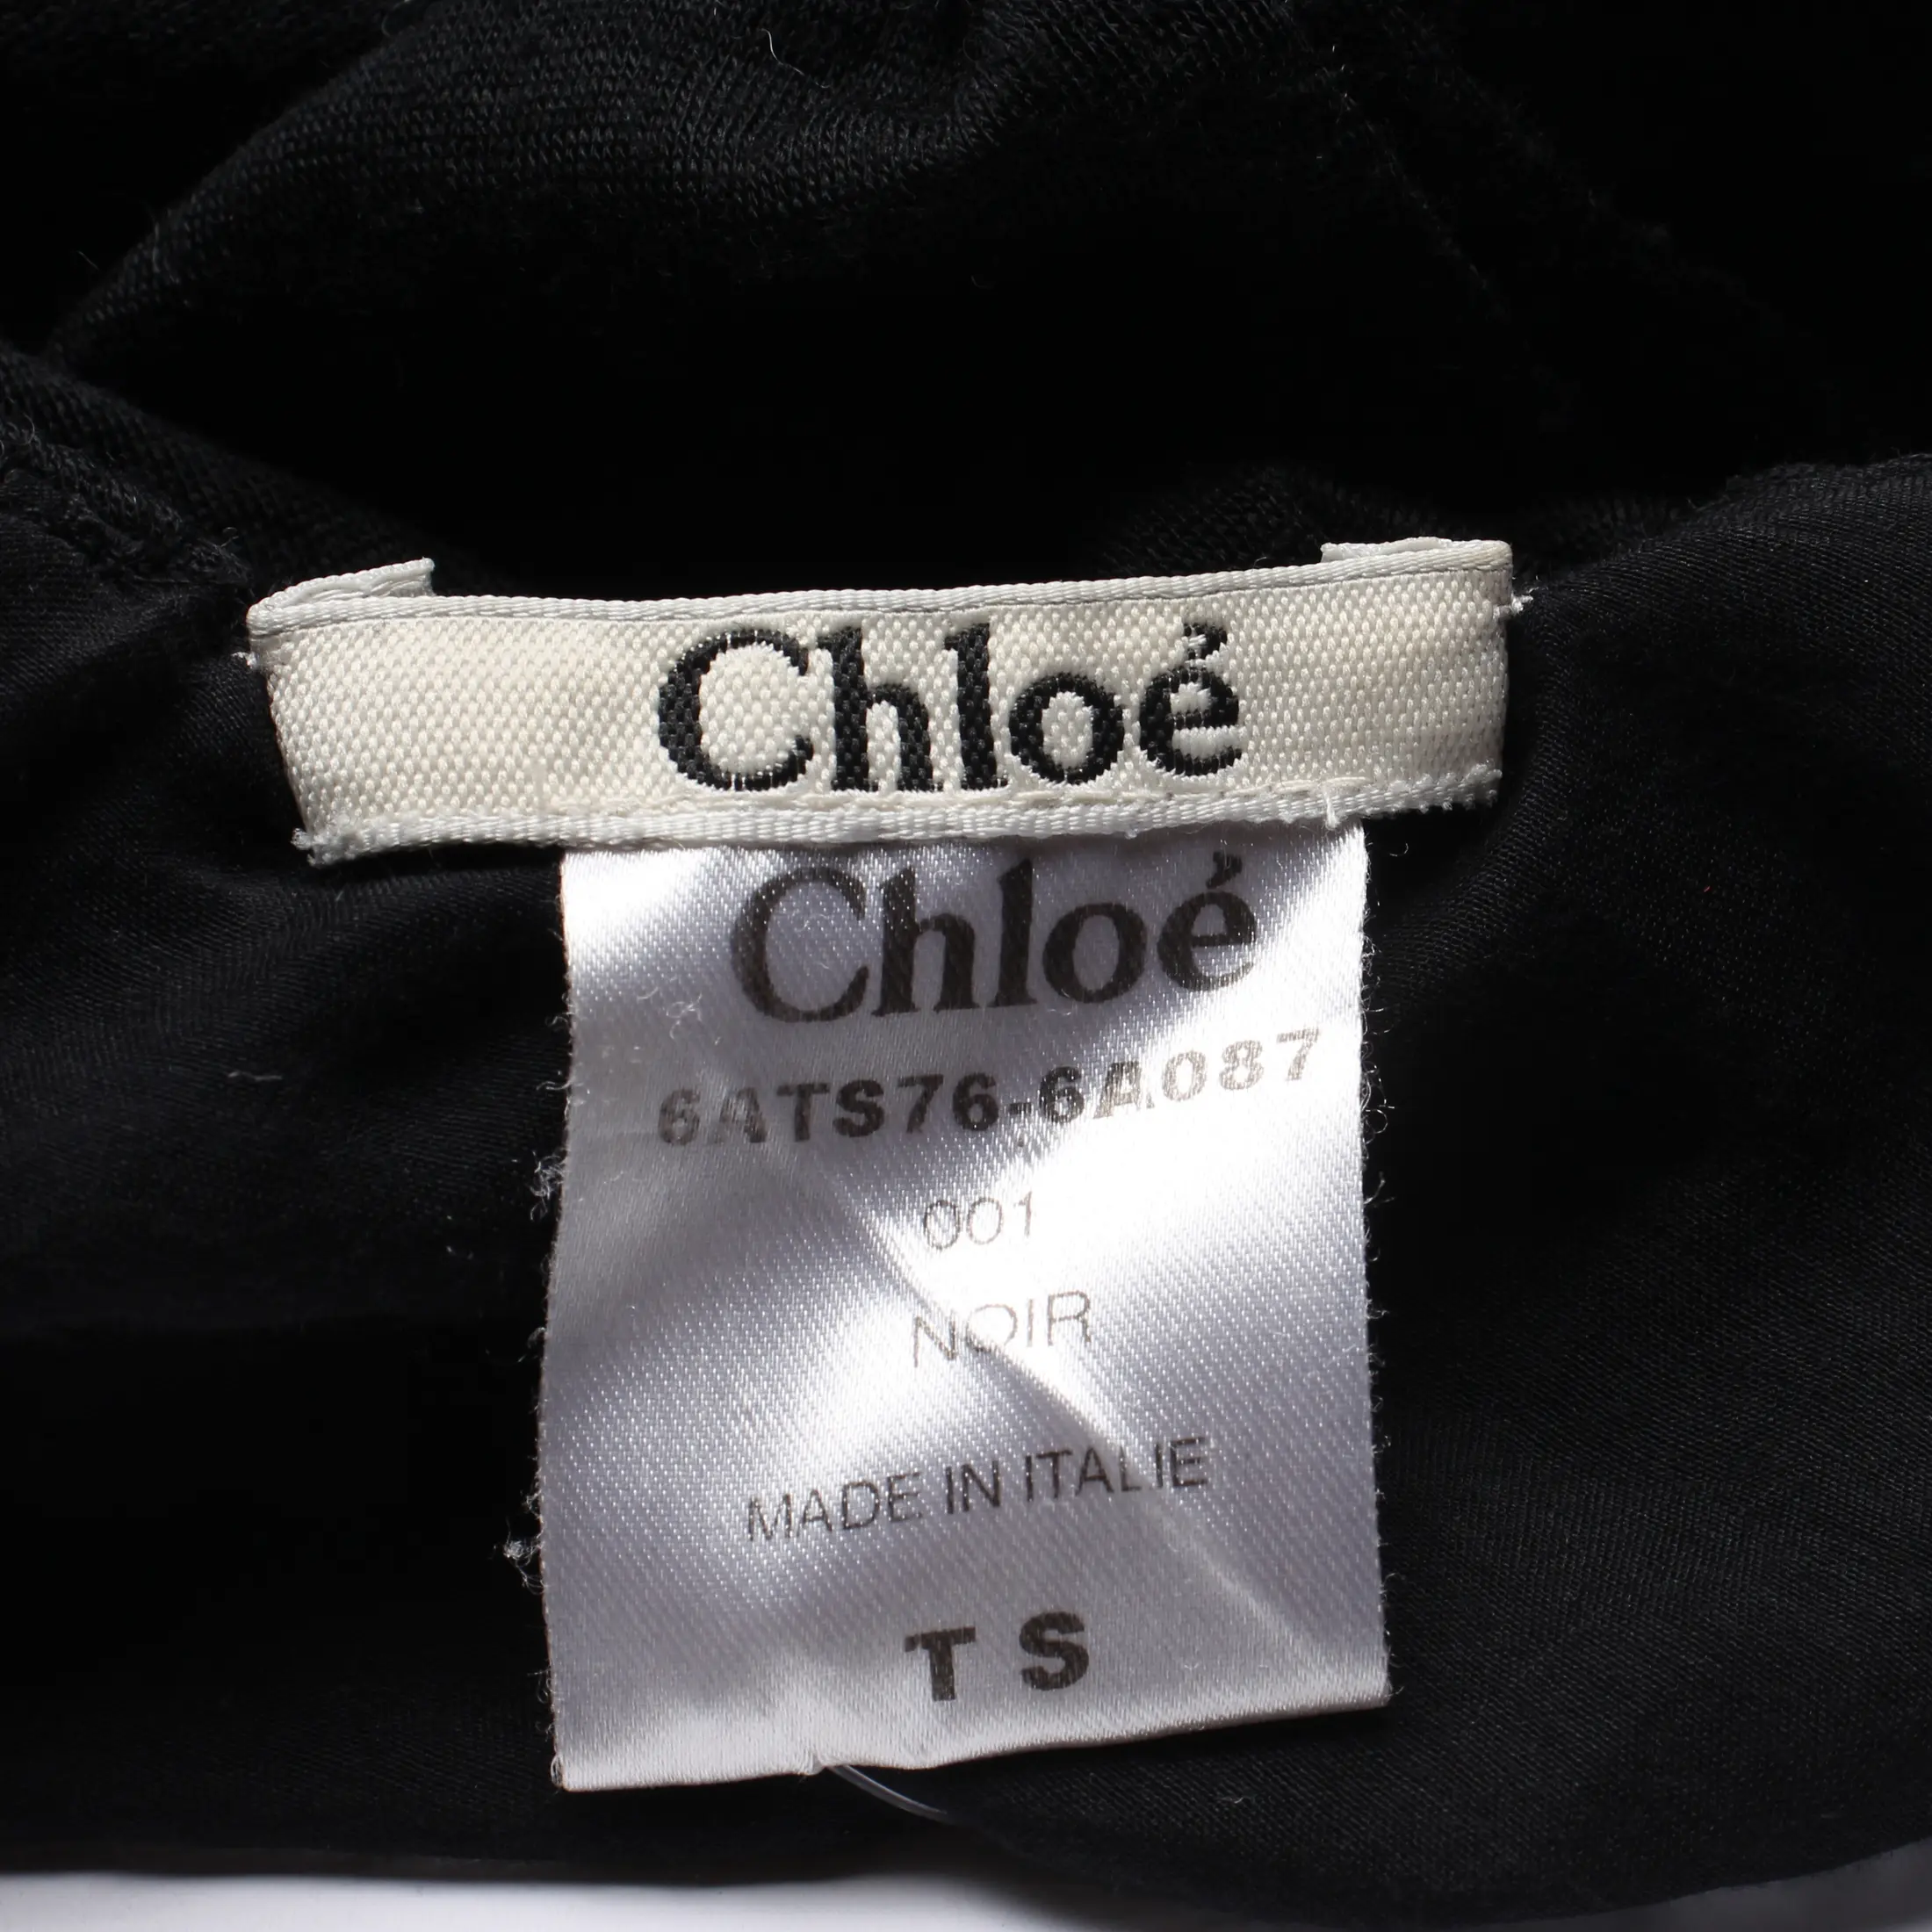 Chloé
Chloé
6ATS76-6A087
001
NOIR
MADE IN ITALIE
T S